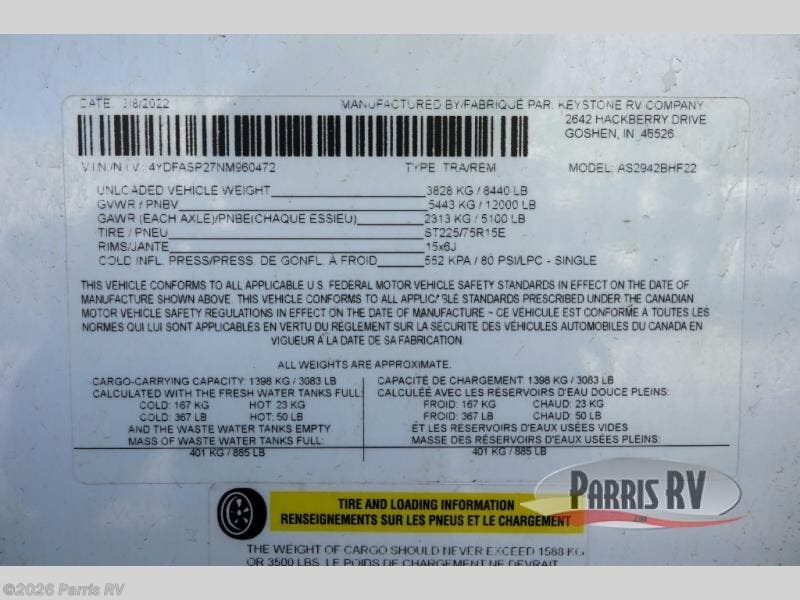 DATE: 3/8/2022 MANUFACTURED BY/FABRIQUÉ PAR: KEYSTONE RV COMPANY
2642 HACKBERRY DRIVE
GOSHEN, IN 46526
V.I.N/N.I.V.: 4YDFASP27NM960472 TYPE: TRA/REM MODEL: AS2942BHF22
UNLOADED VEHICLE WEIGHT 3828 KG / 8440 LB
GVWR / PNBV 5443 KG / 12000 LB
GAWR (EACH AXLE)/PNBE(CHAQUE ESSIEU) 2313 KG / 5100 LB
TIRE / PNEU ST225/75R15E
RIMS/JANTE 15x6J
COLD INFL. PRESS/PRESS. DE GONFL. À FROID 552 KPA / 80 PSI/LPC - SINGLE
THIS VEHICLE CONFORMS TO ALL APPLICABLE U.S. FEDERAL MOTOR VEHICLE SAFETY STANDARDS IN EFFECT ON THE DATE OF
MANUFACTURE SHOWN ABOVE. THIS VEHICLE CONFORMS TO ALL APPLICABLE STANDARDS PRESCRIBED UNDER THE CANADIAN
MOTOR VEHICLE SAFETY REGULATIONS IN EFFECT ON THE DATE OF MANUFACTURE ~ CE VÉHICULE EST CONFORME À TOUTES LES
NORMES QUI LUI SONT APPLICABLES EN VERTU DU RÈGLEMENT SUR LA SÉCURITÉ DES VÉHICULES AUTOMOBILES DU CANADA EN
VIGUEUR À LA DATE DE SA FABRICATION.
ALL WEIGHTS ARE APPROXIMATE.
CARGO-CARRYING CAPACITY: 1398 KG / 3083 LB
CALCULATED WITH THE FRESH WATER TANKS FULL:
COLD: 167 KG HOT: 23 KG
COLD: 367 LB HOT: 50 LB
AND THE WASTE WATER TANKS EMPTY
MASS OF WASTE WATER TANKS FULL:
401 KG / 885 LB
CAPACITÉ DE CHARGEMENT: 1398 KG / 3083 LB
CALCULÉE AVEC LES RÉSERVOIRS D'EAU DOUCE PLEINS:
FROID: 167 KG CHAUD: 23 KG
FROID: 367 LB CHAUD: 50 LB
ET LES RÉSERVOIRS D'EAUX USÉES VIDES
MASSE DES RÉSERVOIRS D'EAUX USÉES PLEINS:
401 KG / 885 LB
PARRIS RV
TIRE AND LOADING INFORMATION
RENSEIGNEMENTS SUR LES PNEUS ET LE CHARGEMENT
THE WEIGHT OF CARGO SHOULD NEVER EXCEED 1588 KG
OR 3500 LBS. LE POIDS DE CHARGEMENT NE DEVRAIT
©2026 Parris RV